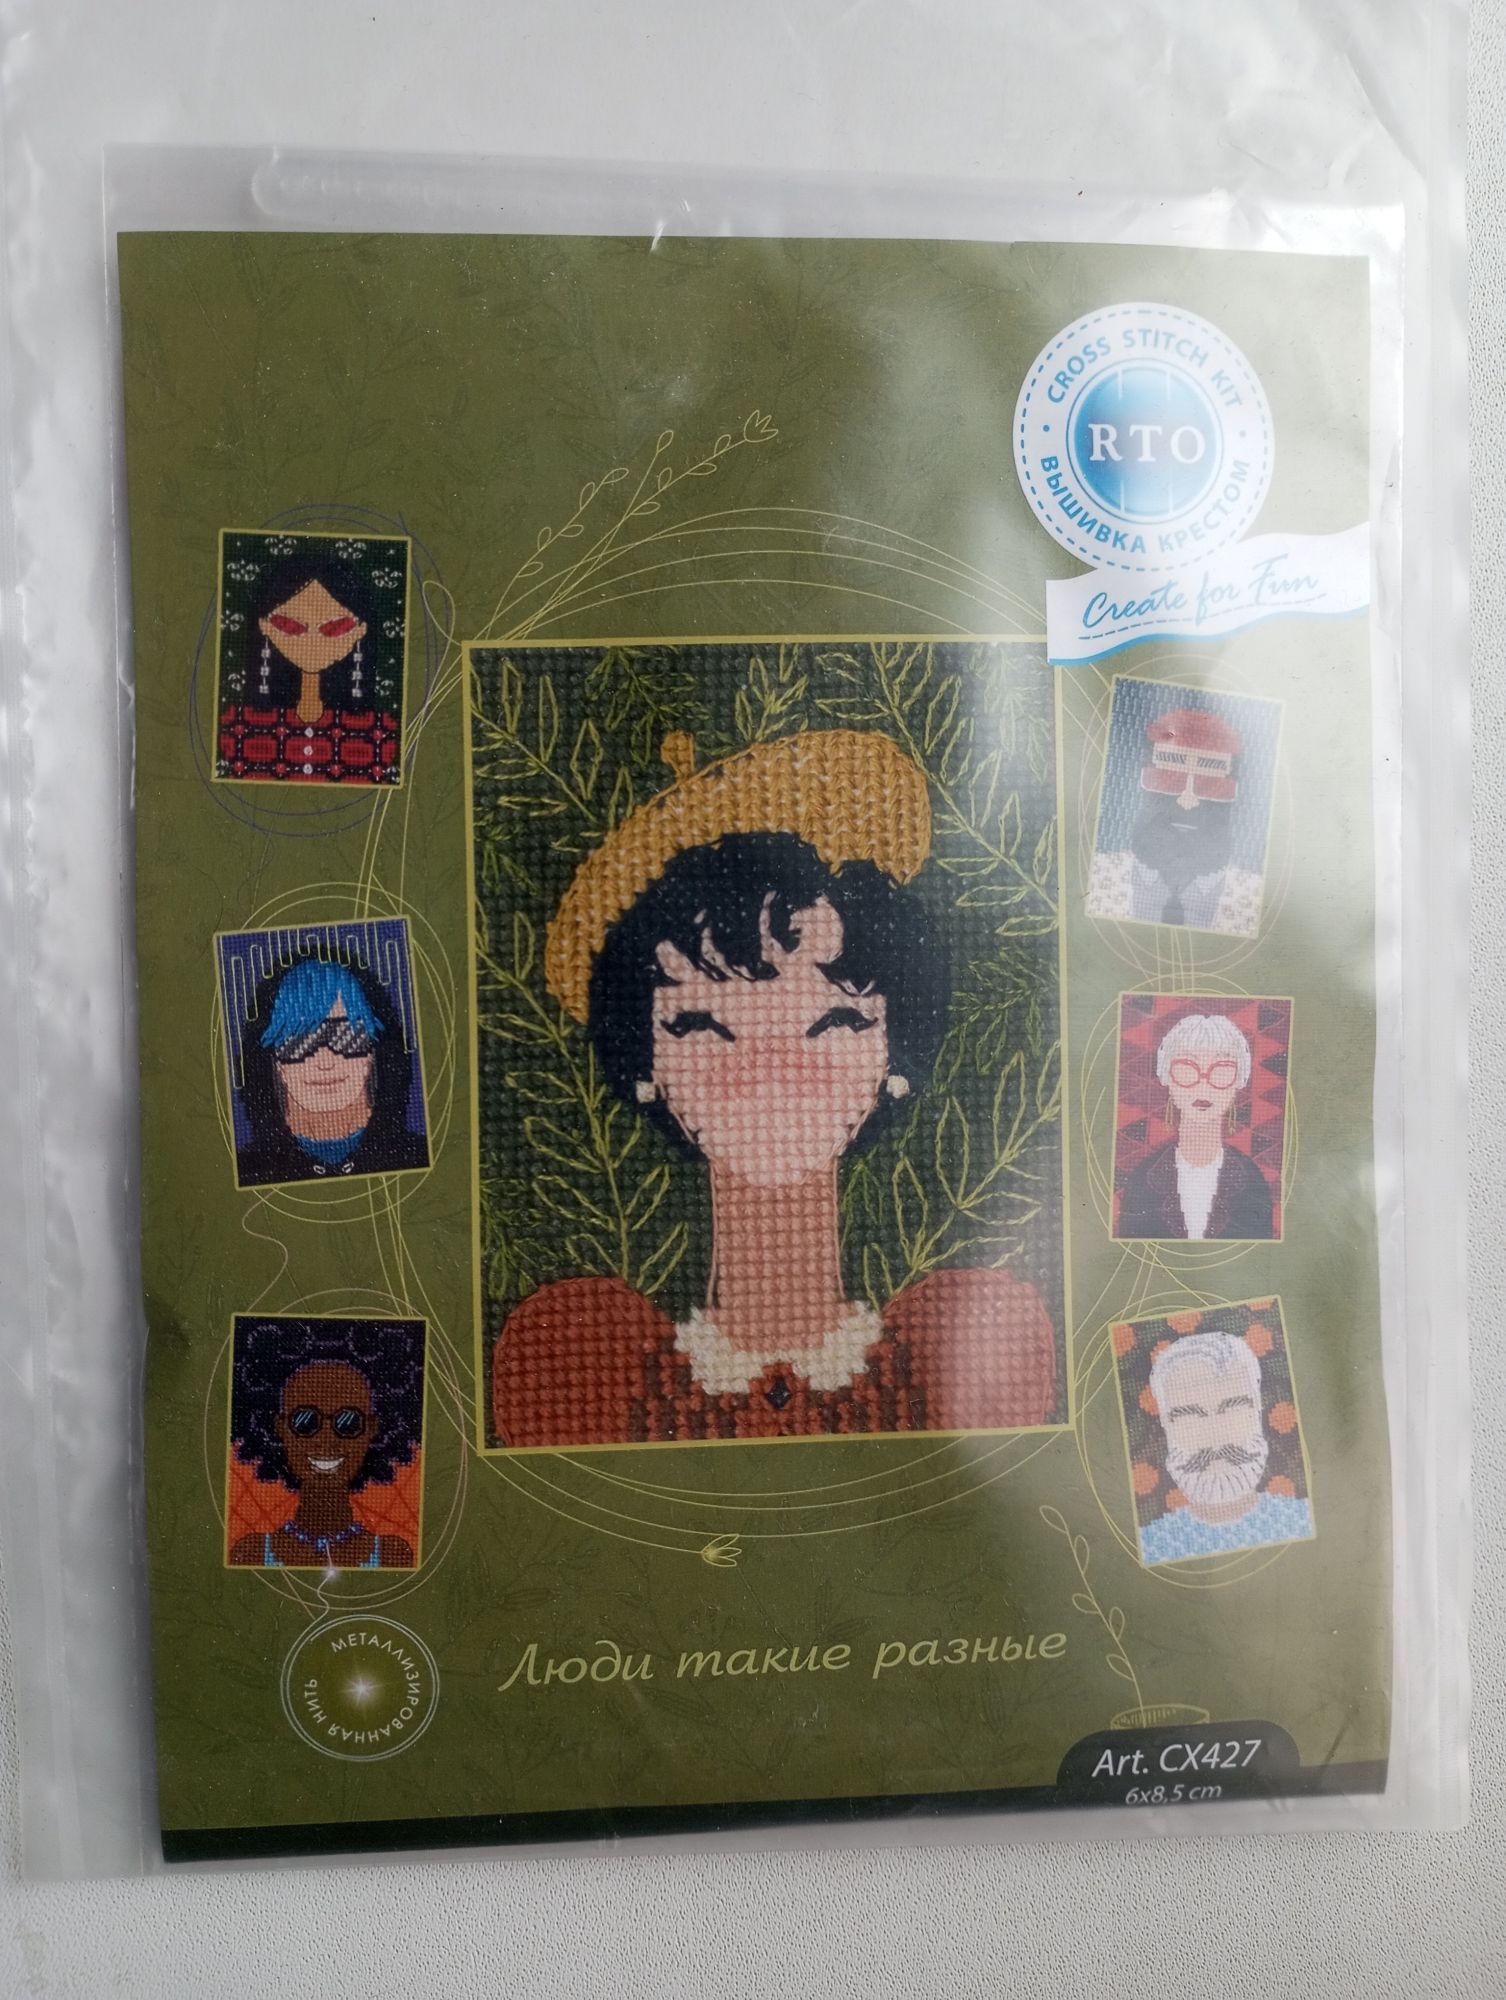 CROSS STITCH KIT
RTO
ВЫШИВКА КРЕСТОМ
Create for Fun
МЕТАЛЛИЗИРОВАННАЯ НИТЬ
Люди такие разные
Art. CX427
6x8,5 cm